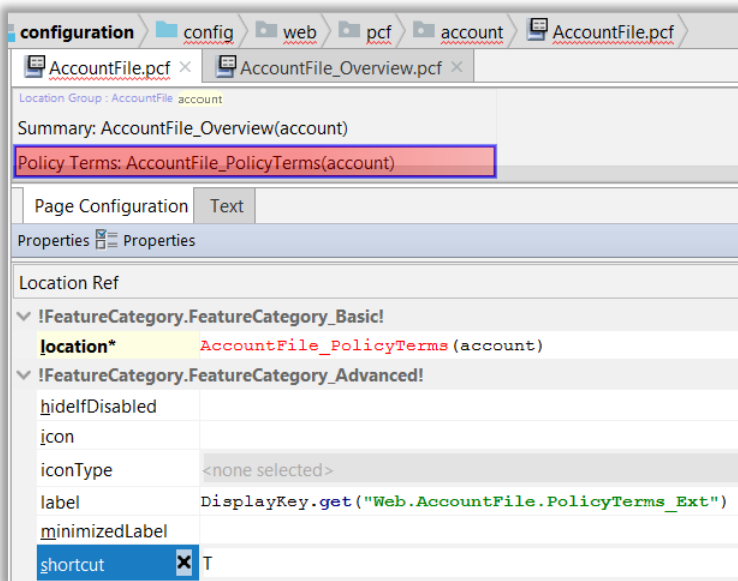 configuration config web pcf account AccountFile.pcf
AccountFile.pcf AccountFile_Overview.pcf
Location Group : AccountFile account
Summary: AccountFile_Overview(account)
Policy Terms: AccountFile_PolicyTerms(account)
Page Configuration Text
Properties Properties
Location Ref
!FeatureCategory.FeatureCategory_Basic!
location* AccountFile_PolicyTerms(account)
!FeatureCategory.FeatureCategory_Advanced!
hideIfDisabled
icon
iconType <none selected>
label DisplayKey.get("Web.AccountFile.PolicyTerms_Ext")
minimizedLabel
shortcut T